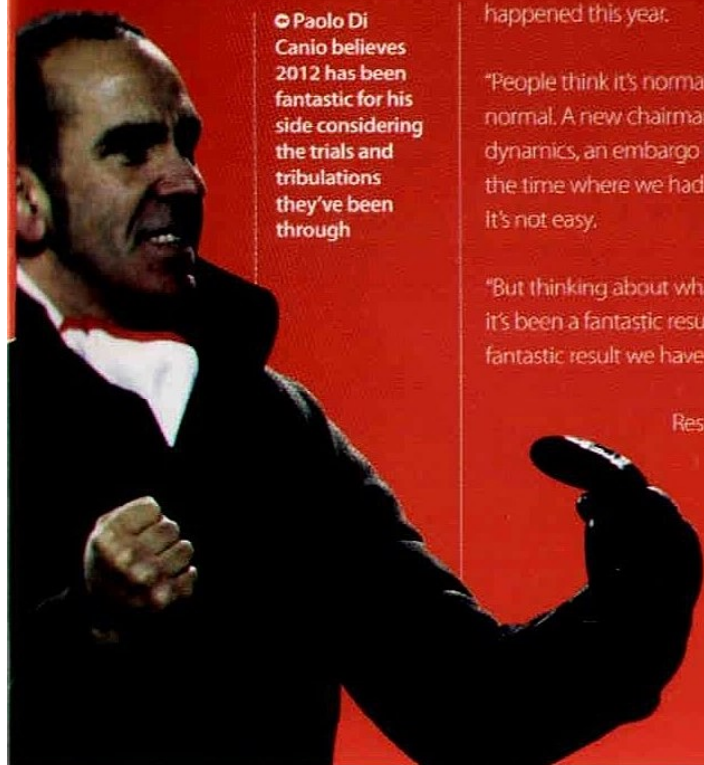 Paolo Di
Canio believes
2012 has been
fantastic for his
side considering
the trials and
tribulations
they've been
through
happened this year.
"People think it's norma
normal. A new chairma
dynamics, an embargo
the time where we had
It's not easy.
"But thinking about wh
it's been a fantastic resu
fantastic result we have
Res